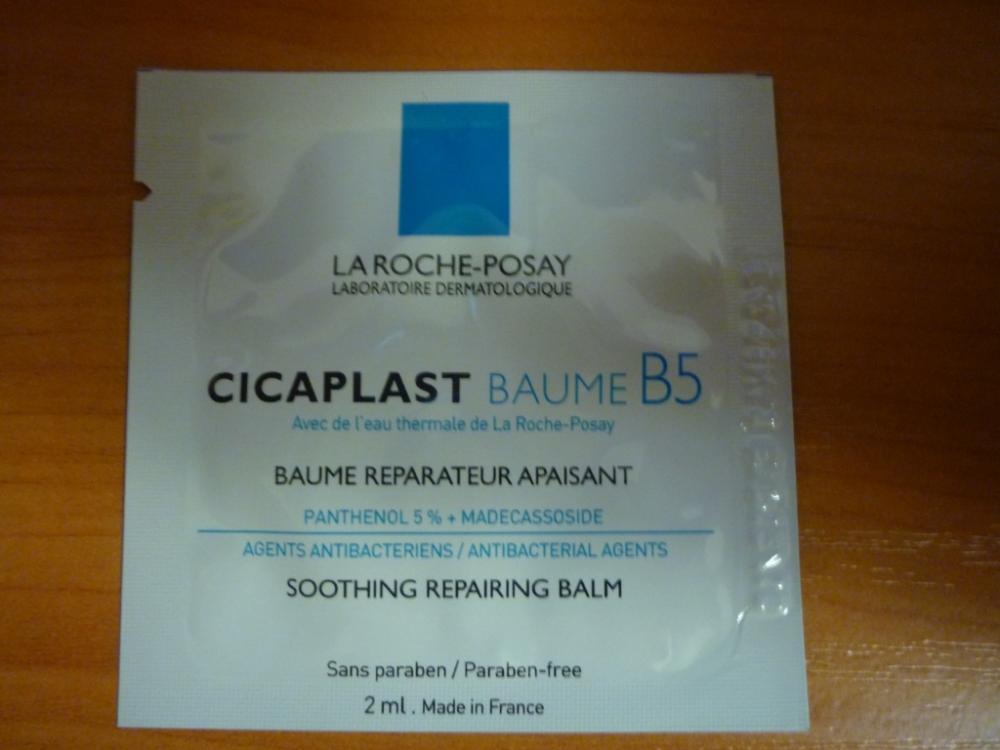 LA ROCHE-POSAY
LABORATOIRE DERMATOLOGIQUE
CICAPLAST BAUME B5
Avec de l'eau thermale de La Roche-Posay
BAUME REPARATEUR APAISANT
PANTHENOL 5 % + MADECASSOSIDE
AGENTS ANTIBACTERIENS / ANTIBACTERIAL AGENTS
SOOTHING REPAIRING BALM
Sans paraben / Paraben-free
2 ml . Made in France